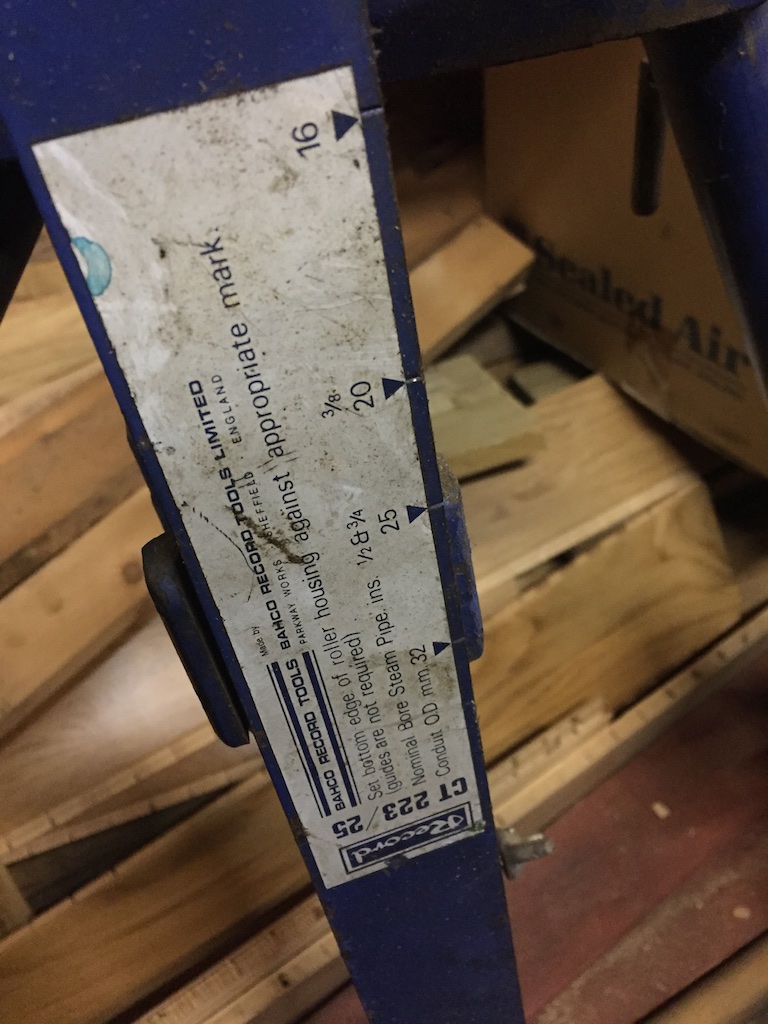 Record
CT 223/25
BAHCO RECORD TOOLS
Made by
BAHCO RECORD TOOLS LIMITED
PARKWAY WORKS SHEFFIELD ENGLAND
Set bottom edge of roller housing against appropriate mark.
(guides are not required)
Nominal Bore Steam Pipe. ins. 1/2 & 3/4 3/8
Conduit O.D mm. 32 25 20 16
Sealed Air